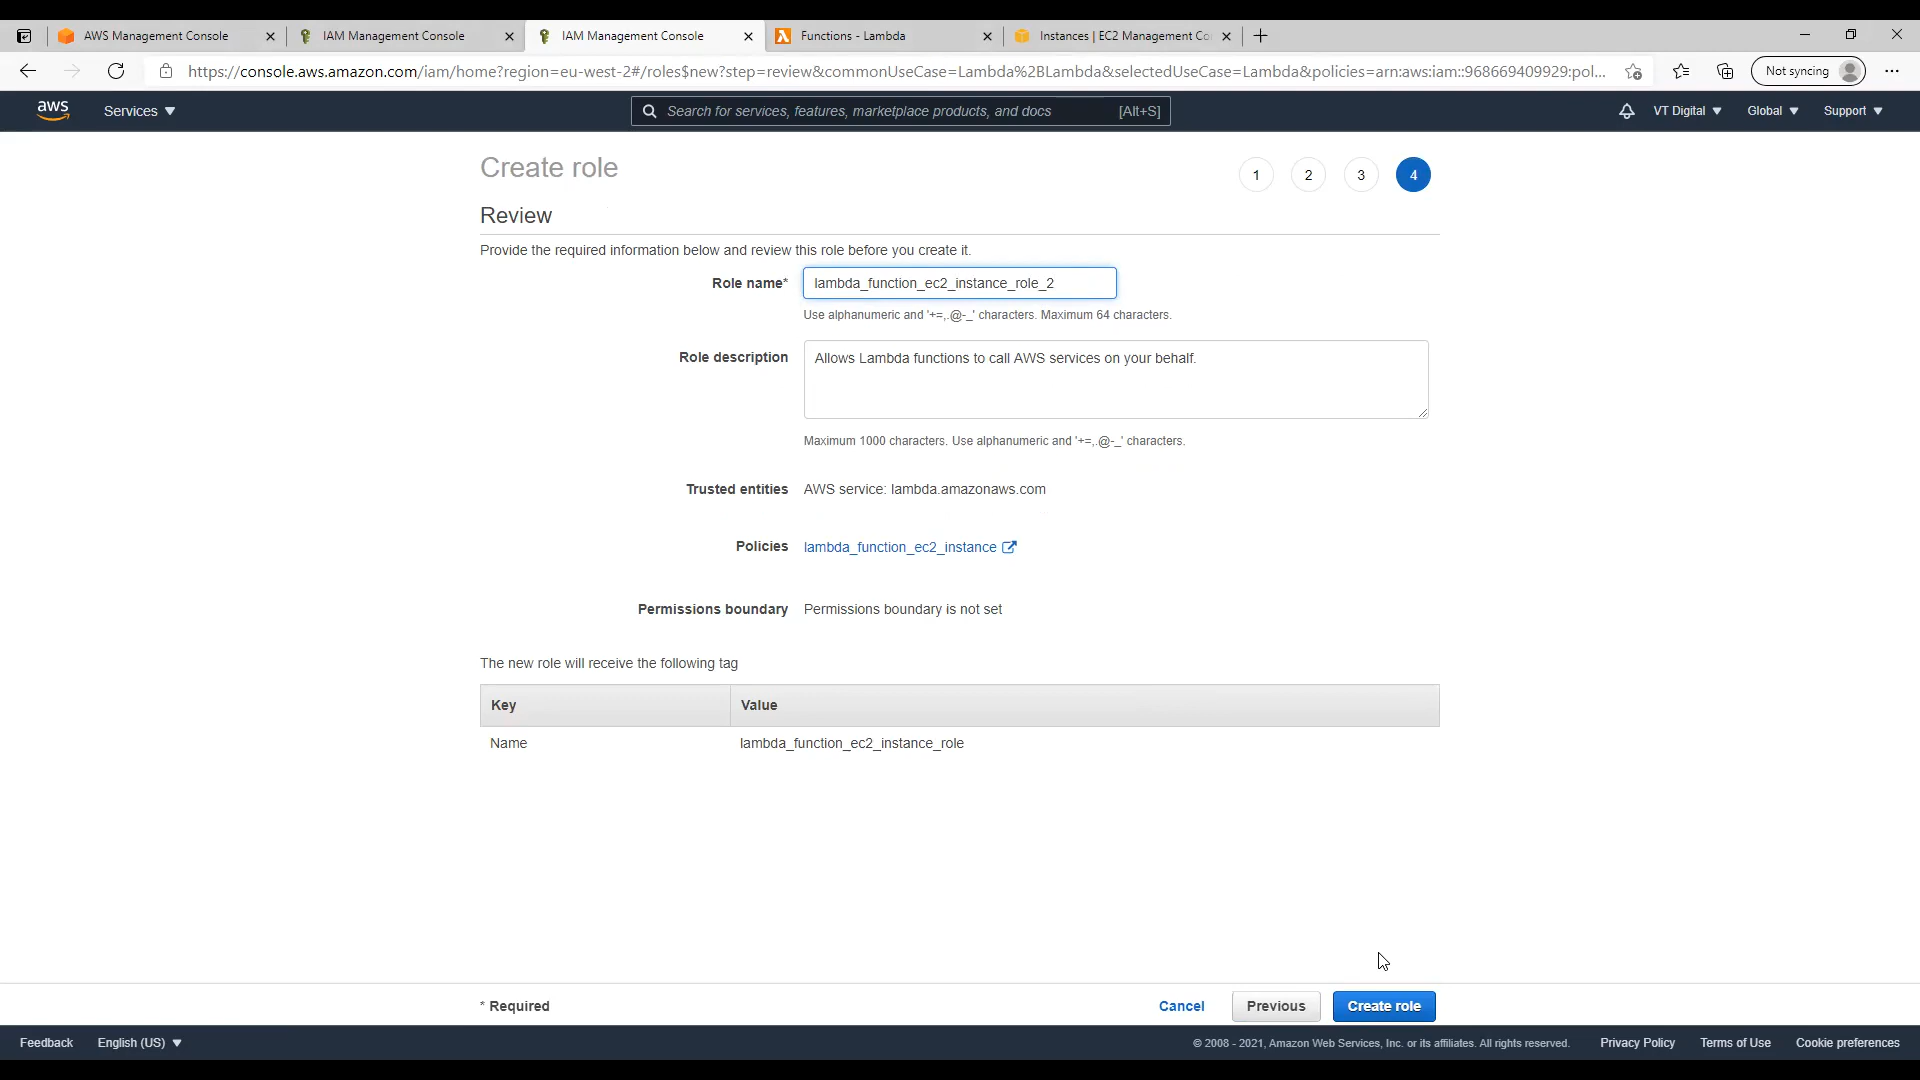 AWS Management Console
IAM Management Console
IAM Management Console
Functions - Lambda
Instances | EC2 Management Co
https://console.aws.amazon.com/iam/home?region=eu-west-2#/roles$new?step=review&commonUseCase=Lambda%2BLambda&selectedUseCase=Lambda&policies=arn:aws:iam::968669409929:pol...
Not syncing
aws
Services
Search for services, features, marketplace products, and docs [Alt+S]
VT Digital
Global
Support
Create role
1 2 3 4
Review
Provide the required information below and review this role before you create it.
Role name* lambda_function_ec2_instance_role_2
Use alphanumeric and '+=,.@-_' characters. Maximum 64 characters.
Role description Allows Lambda functions to call AWS services on your behalf.
Maximum 1000 characters. Use alphanumeric and '+=,.@-_' characters.
Trusted entities AWS service: lambda.amazonaws.com
Policies lambda_function_ec2_instance
Permissions boundary Permissions boundary is not set
The new role will receive the following tag
Key Value
Name lambda_function_ec2_instance_role
* Required
Cancel
Previous
Create role
Feedback
English (US)
© 2008 - 2021, Amazon Web Services, Inc. or its affiliates. All rights reserved.
Privacy Policy
Terms of Use
Cookie preferences